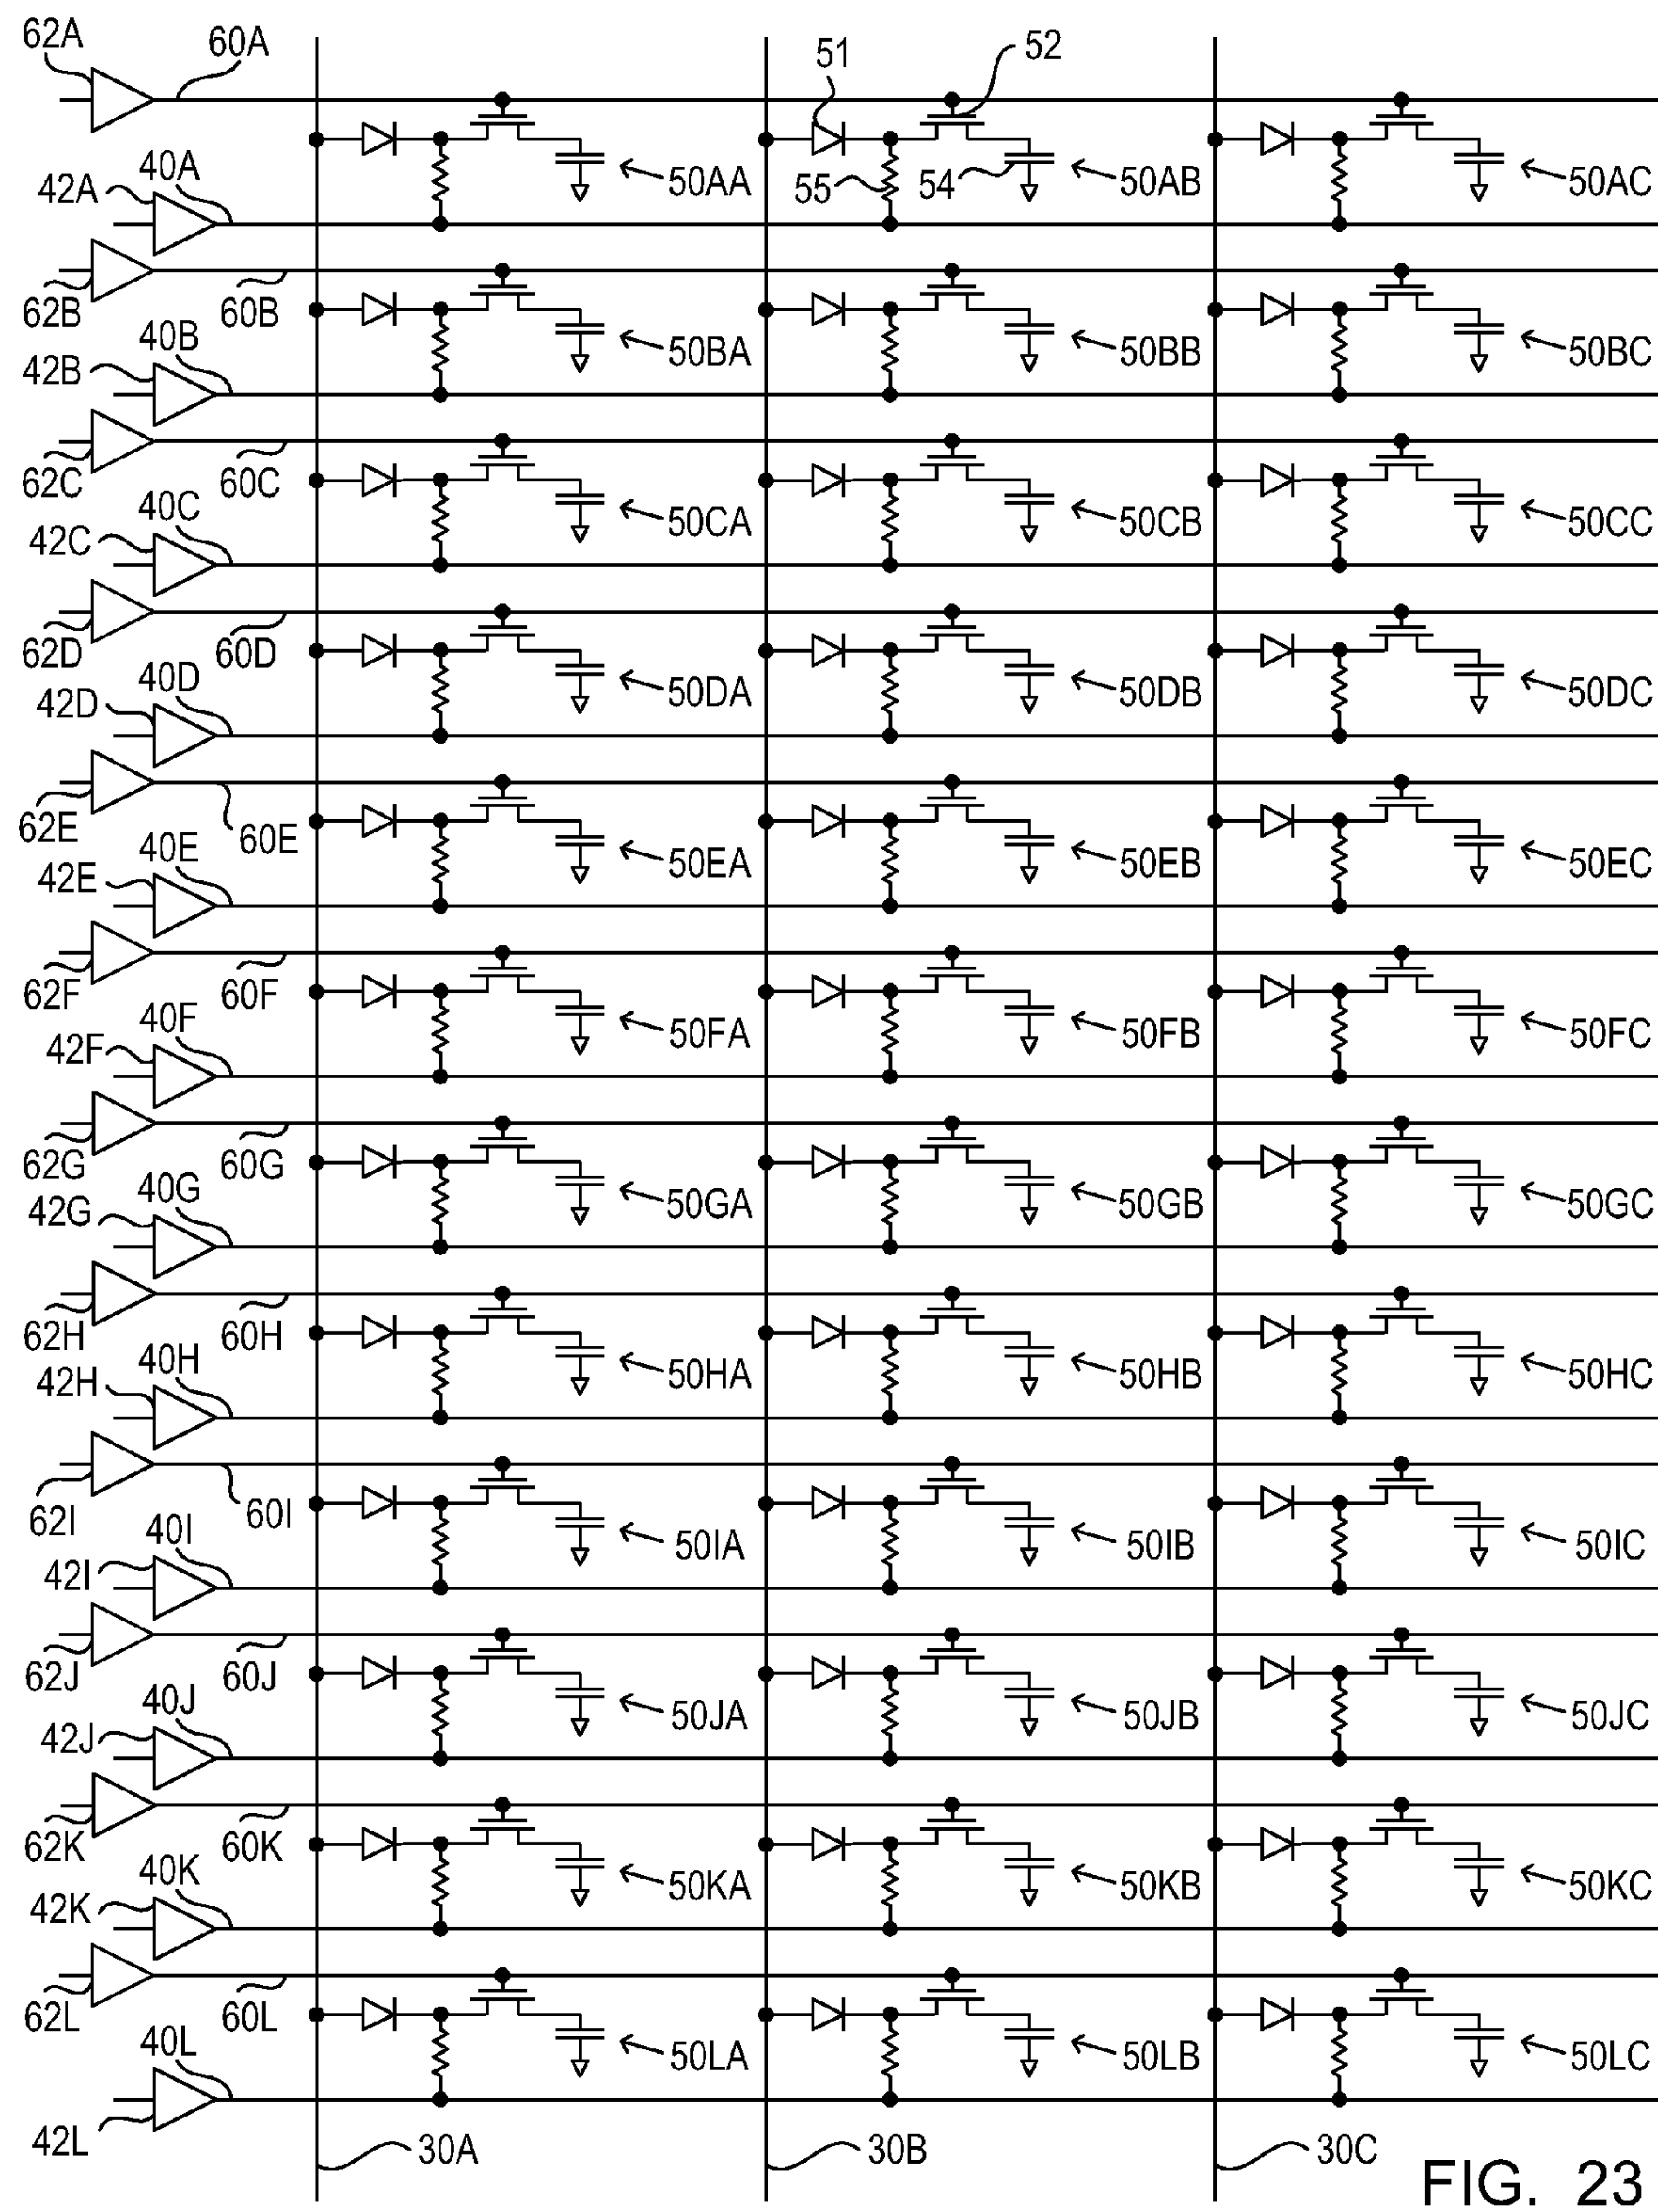 62A 60A 51 52
42A 40A 50AA 55 54 50AB 50AC
62B 60B
42B 40B 50BA 50BB 50BC
62C 60C
42C 40C 50CA 50CB 50CC
62D 60D
42D 40D 50DA 50DB 50DC
62E 60E
42E 40E 50EA 50EB 50EC
62F 60F
42F 40F 50FA 50FB 50FC
62G 60G
42G 40G 50GA 50GB 50GC
62H 60H
42H 40H 50HA 50HB 50HC
62I 60I
42I 40I 50IA 50IB 50IC
62J 60J
42J 40J 50JA 50JB 50JC
62K 60K
42K 40K 50KA 50KB 50KC
62L 60L
40L 50LA 50LB 50LC
42L 30A 30B 30C
FIG. 23